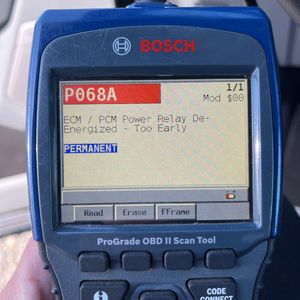 BOSCH
1/1
P068A
Mod $00
ECM / PCM Power Relay De-
Energized - Too Early
PERMANENT
Read Erase FFrame
ProGrade OBD II Scan Tool
CODE
CONNECT